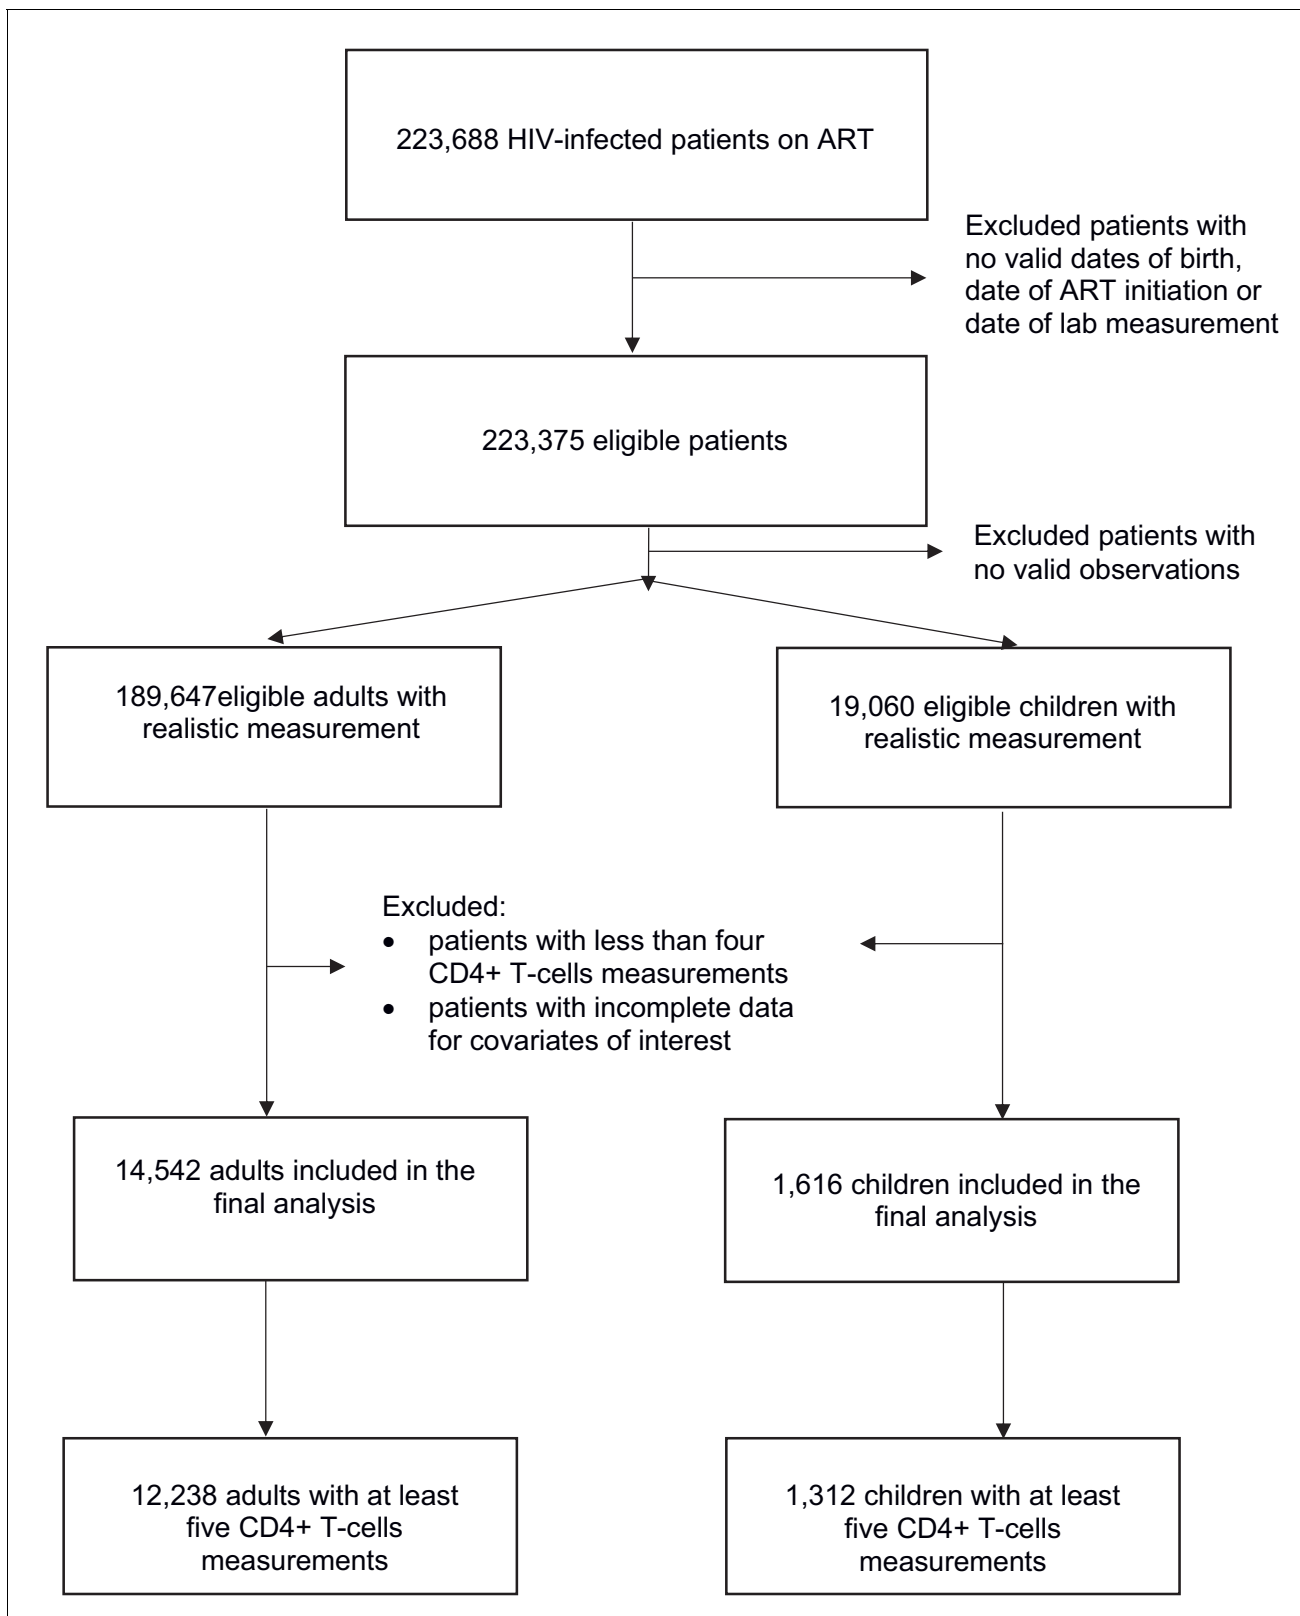 223,688 HIV-infected patients on ART
Excluded patients with
no valid dates of birth,
date of ART initiation or
date of lab measurement
223,375 eligible patients
Excluded patients with
no valid observations
189,647eligible adults with
realistic measurement
19,060 eligible children with
realistic measurement
Excluded:
• patients with less than four
CD4+ T-cells measurements
• patients with incomplete data
for covariates of interest
14,542 adults included in the
final analysis
1,616 children included in the
final analysis
12,238 adults with at least
five CD4+ T-cells
measurements
1,312 children with at least
five CD4+ T-cells
measurements